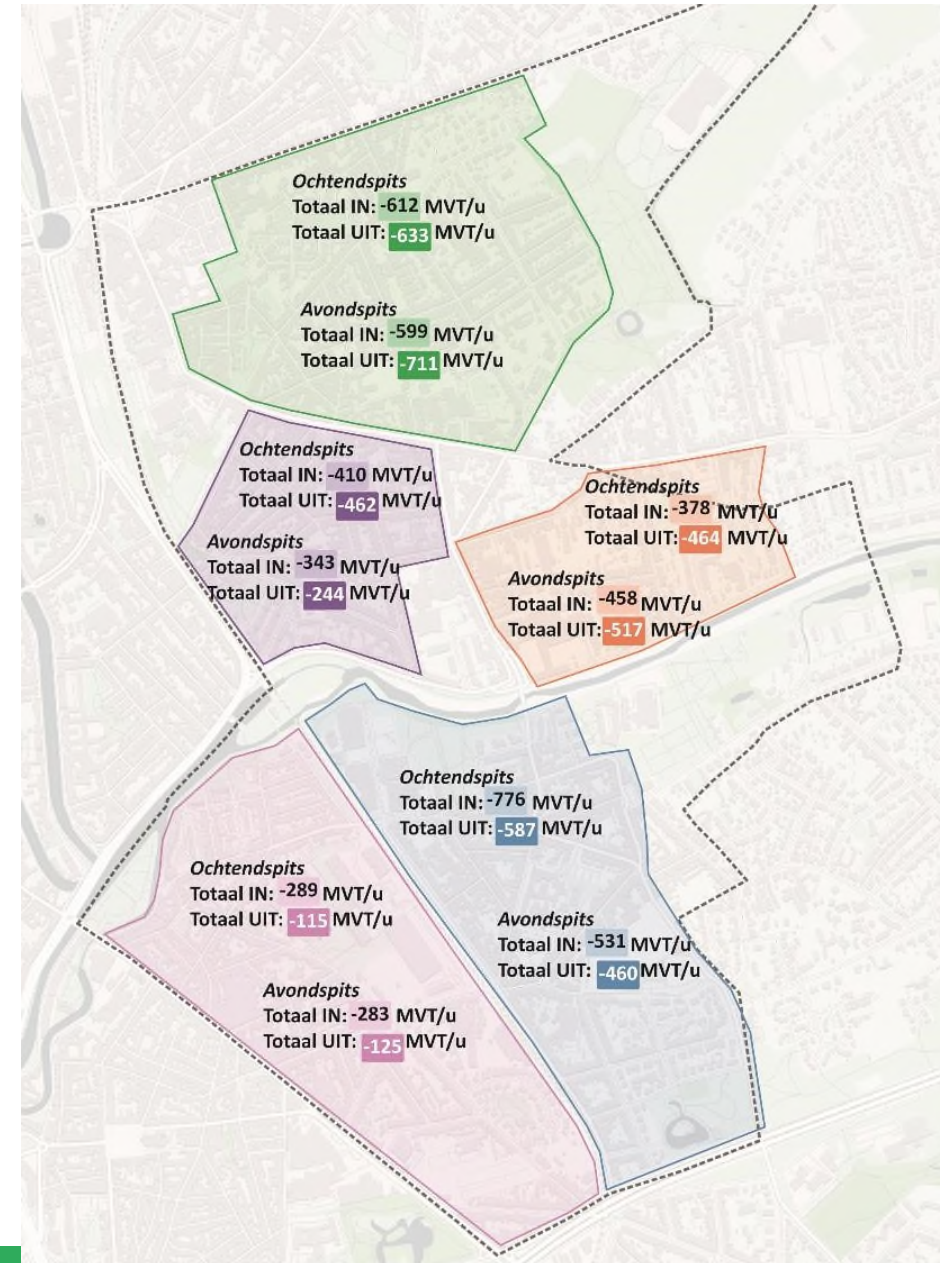 Ochtendspits
Totaal IN: -612 MVT/u
Totaal UIT: -633 MVT/u
Avondspits
Totaal IN: -599 MVT/u
Totaal UIT: -711 MVT/u
Ochtendspits
Totaal IN: -410 MVT/u
Totaal UIT: -462 MVT/u
Avondspits
Totaal IN: -343 MVT/u
Totaal UIT: -244 MVT/u
Ochtendspits
Totaal IN: -378 MVT/u
Totaal UIT: -464 MVT/u
Avondspits
Totaal IN: -458 MVT/u
Totaal UIT: -517 MVT/u
Ochtendspits
Totaal IN: -776 MVT/u
Totaal UIT: -587 MVT/u
Avondspits
Totaal IN: -531 MVT/u
Totaal UIT: -460 MVT/u
Ochtendspits
Totaal IN: -289 MVT/u
Totaal UIT: -115 MVT/u
Avondspits
Totaal IN: -283 MVT/u
Totaal UIT: -125 MVT/u